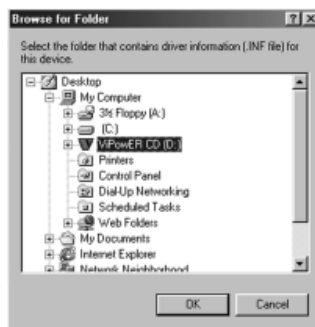 Browse for Folder
Select the folder that contains driver information (.INF file) for
this device.
Desktop
My Computer
3½ Floppy (A:)
(C:)
ViPowER CD (D:)
Printers
Control Panel
Dial-Up Networking
Scheduled Tasks
Web Folders
My Documents
Internet Explorer
Network Neighborhood
OK
Cancel